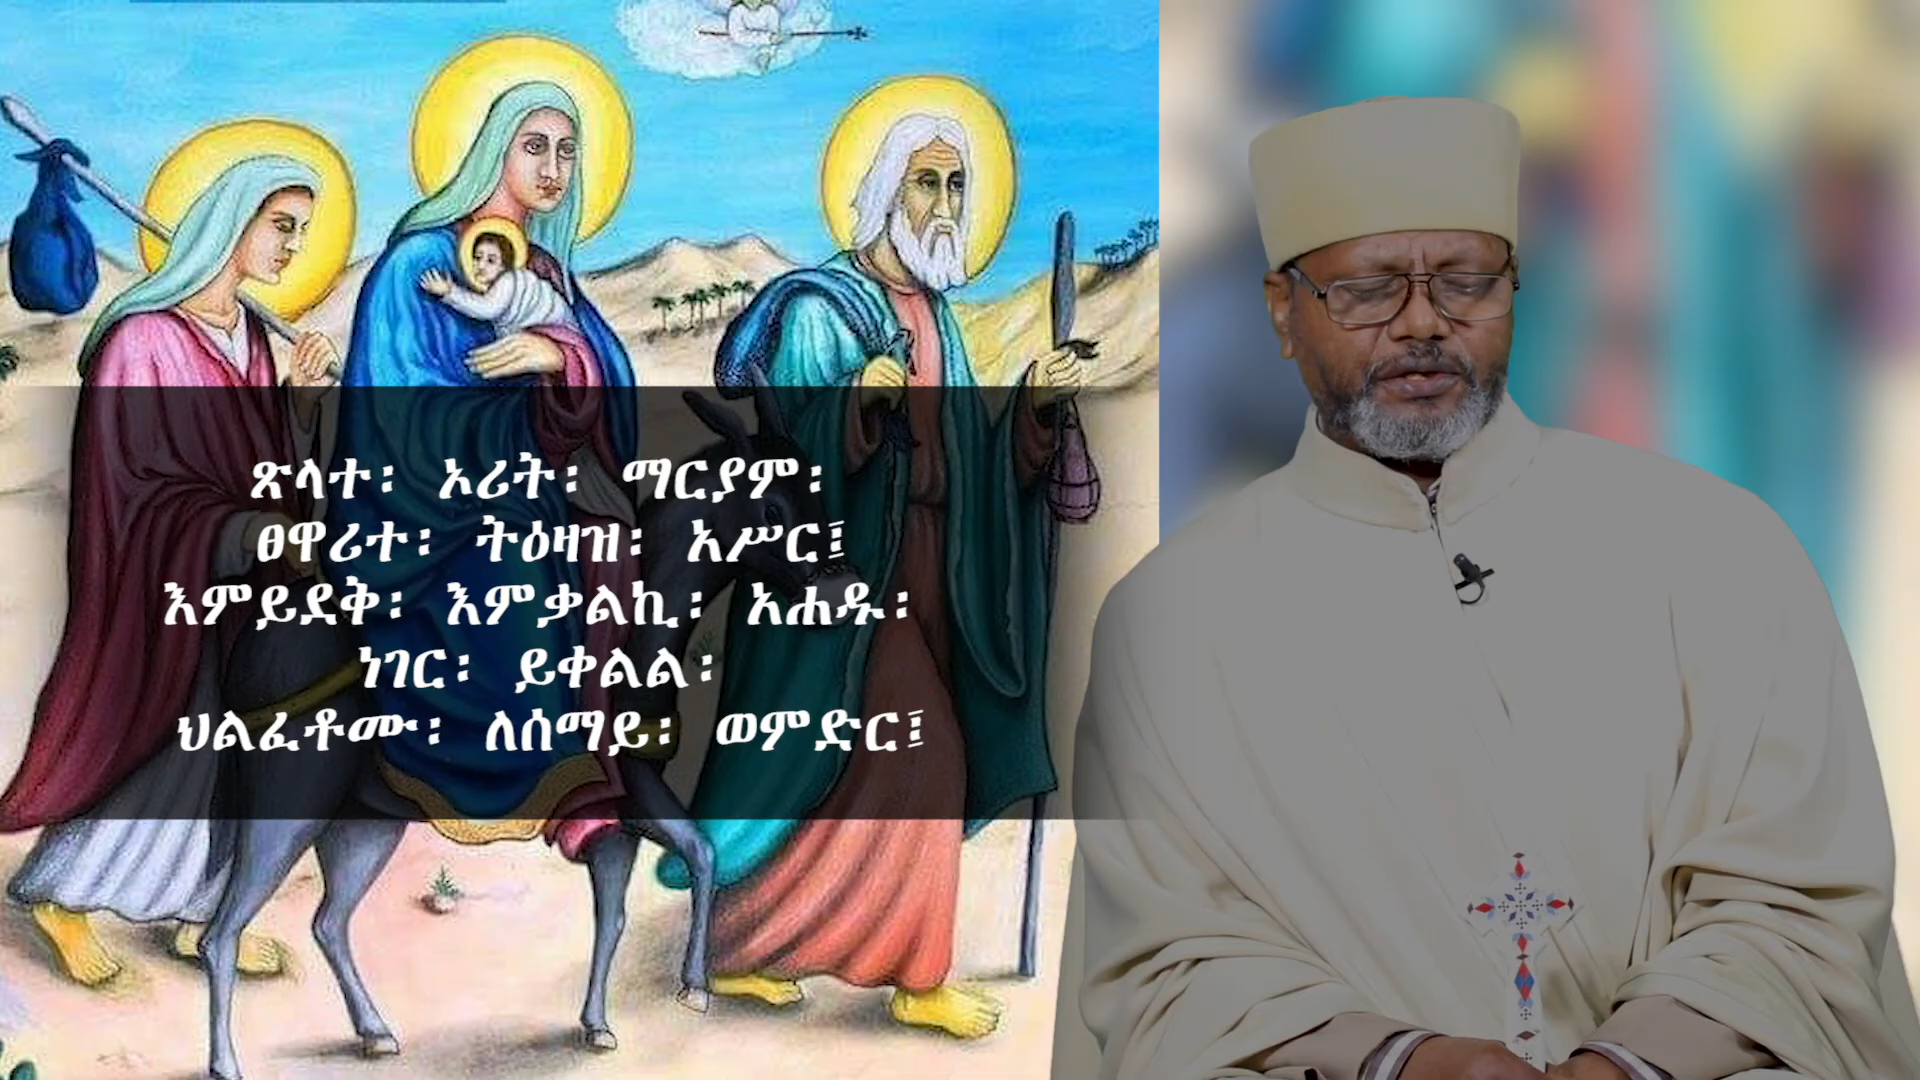 ጽላተ፡ ኦሪት፡ ማርያም፡
ፀዋሪተ፡ ትዕዛዝ፡ አሥር፤
እምይደቅ፡ እምቃልኪ፡ አሐዱ፡
ነገር፡ ይቀልል፡
ህልፈቶሙ፡ ለሰማይ፡ ወምድር፤